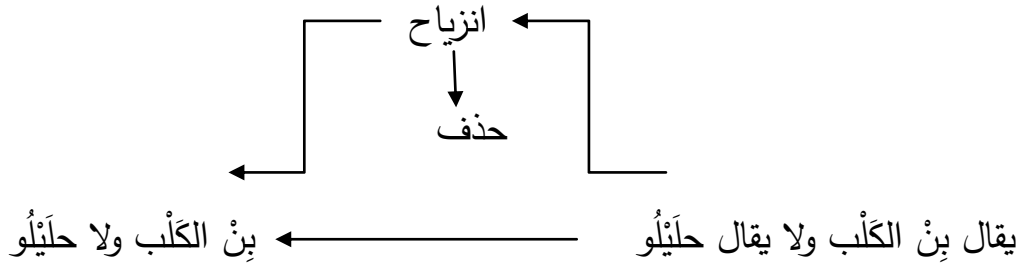 انزياح
حذف
يقال بِنْ الكَلْب ولا يقال حلَيْلُو
بِنْ الكَلْب ولا حلَيْلُو